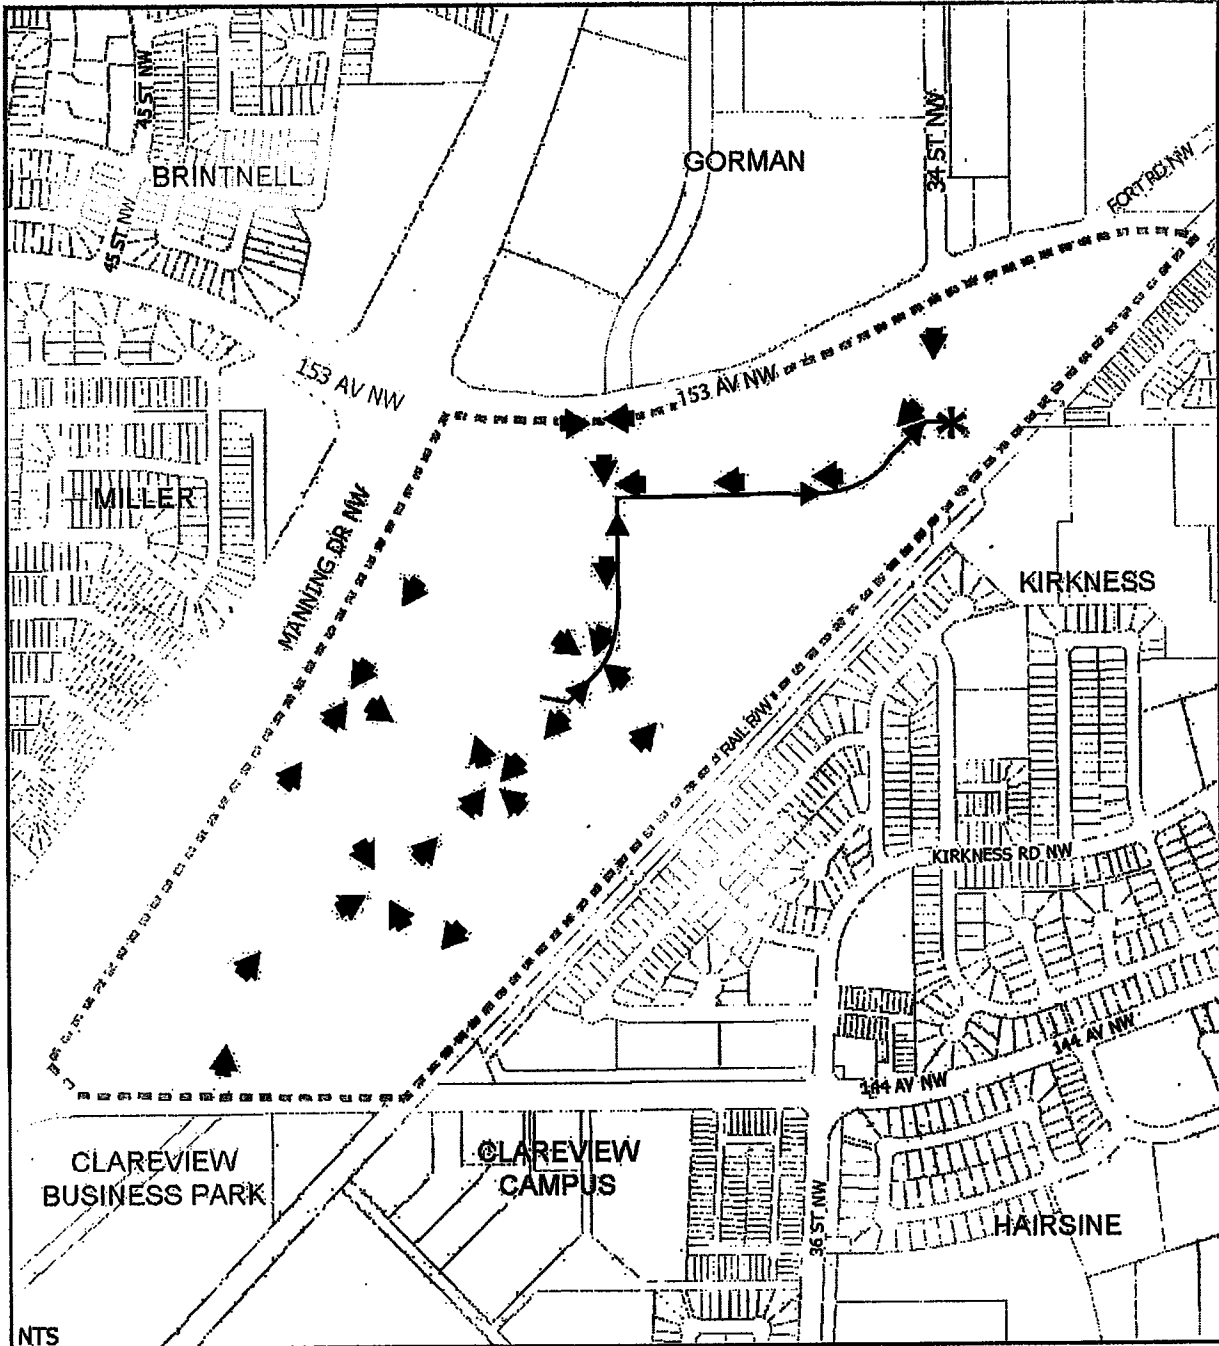 45 ST NW
BRINTNELL
45 ST NW
GORMAN
34 ST NW
FORT RD NW
153 AV NW
153 AV NW
MILLER
MANNING DR NW
KIRKNESS
RAIL R/W
KIRKNESS RD NW
144 AV NW
144 AV NW
CLAREVIEW
BUSINESS PARK
CLAREVIEW
CAMPUS
36 ST NW
HAIRSINE
NTS